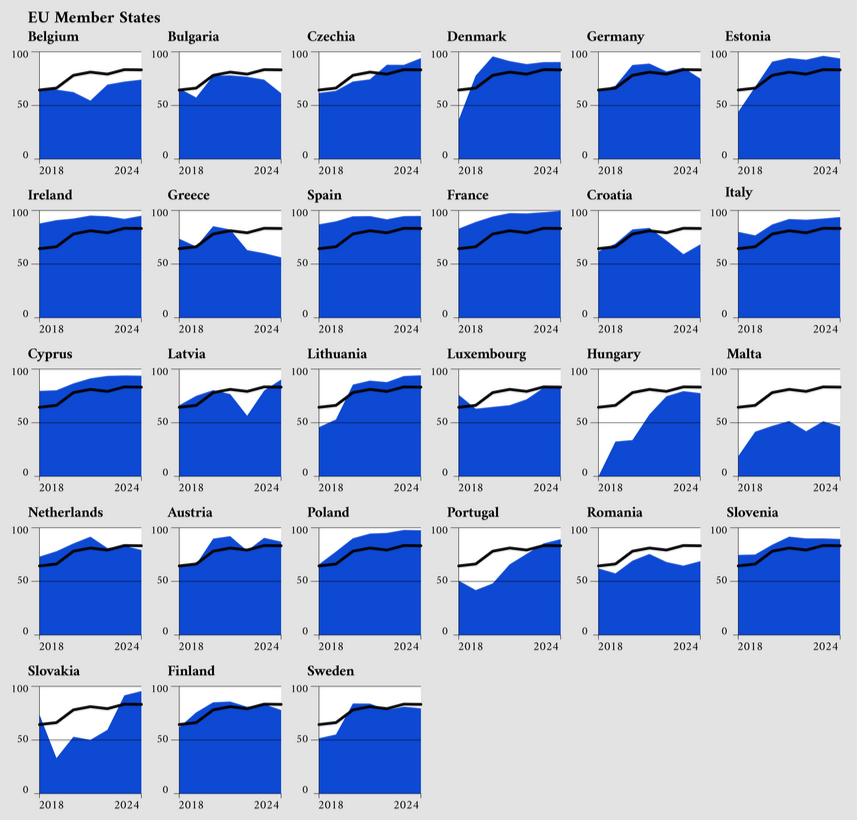 EU Member States
Belgium Bulgaria Czechia Denmark Germany Estonia
100 100 100 100 100 100
50 50 50 50 50 50
0 0 0 0 0 0
2018 2024 2018 2024 2018 2024 2018 2024 2018 2024 2018 2024
Ireland Greece Spain France Croatia Italy
100 100 100 100 100 100
50 50 50 50 50 50
0 0 0 0 0 0
2018 2024 2018 2024 2018 2024 2018 2024 2018 2024 2018 2024
Cyprus Latvia Lithuania Luxembourg Hungary Malta
100 100 100 100 100 100
50 50 50 50 50 50
0 0 0 0 0 0
2018 2024 2018 2024 2018 2024 2018 2024 2018 2024 2018 2024
Netherlands Austria Poland Portugal Romania Slovenia
100 100 100 100 100 100
50 50 50 50 50 50
0 0 0 0 0 0
2018 2024 2018 2024 2018 2024 2018 2024 2018 2024 2018 2024
Slovakia Finland Sweden
100 100 100
50 50 50
0 0 0
2018 2024 2018 2024 2018 2024